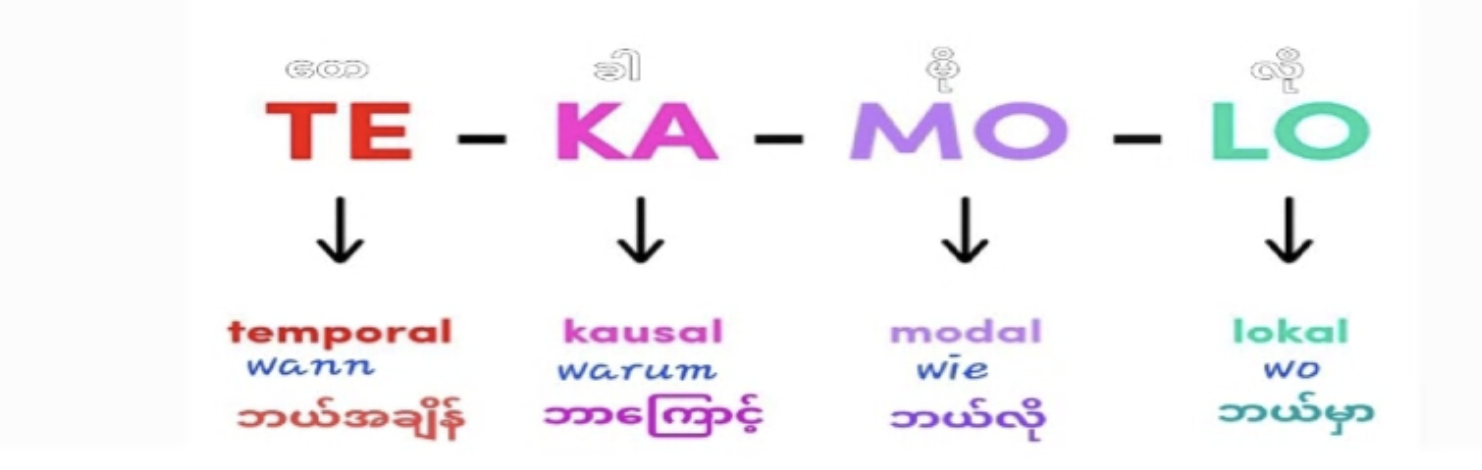 တေ ခါ မို လို
TE - KA - MO - LO
temporal kausal modal lokal
wann warum wie wo
ဘယ်အချိန် ဘာကြောင့် ဘယ်လို ဘယ်မှာ